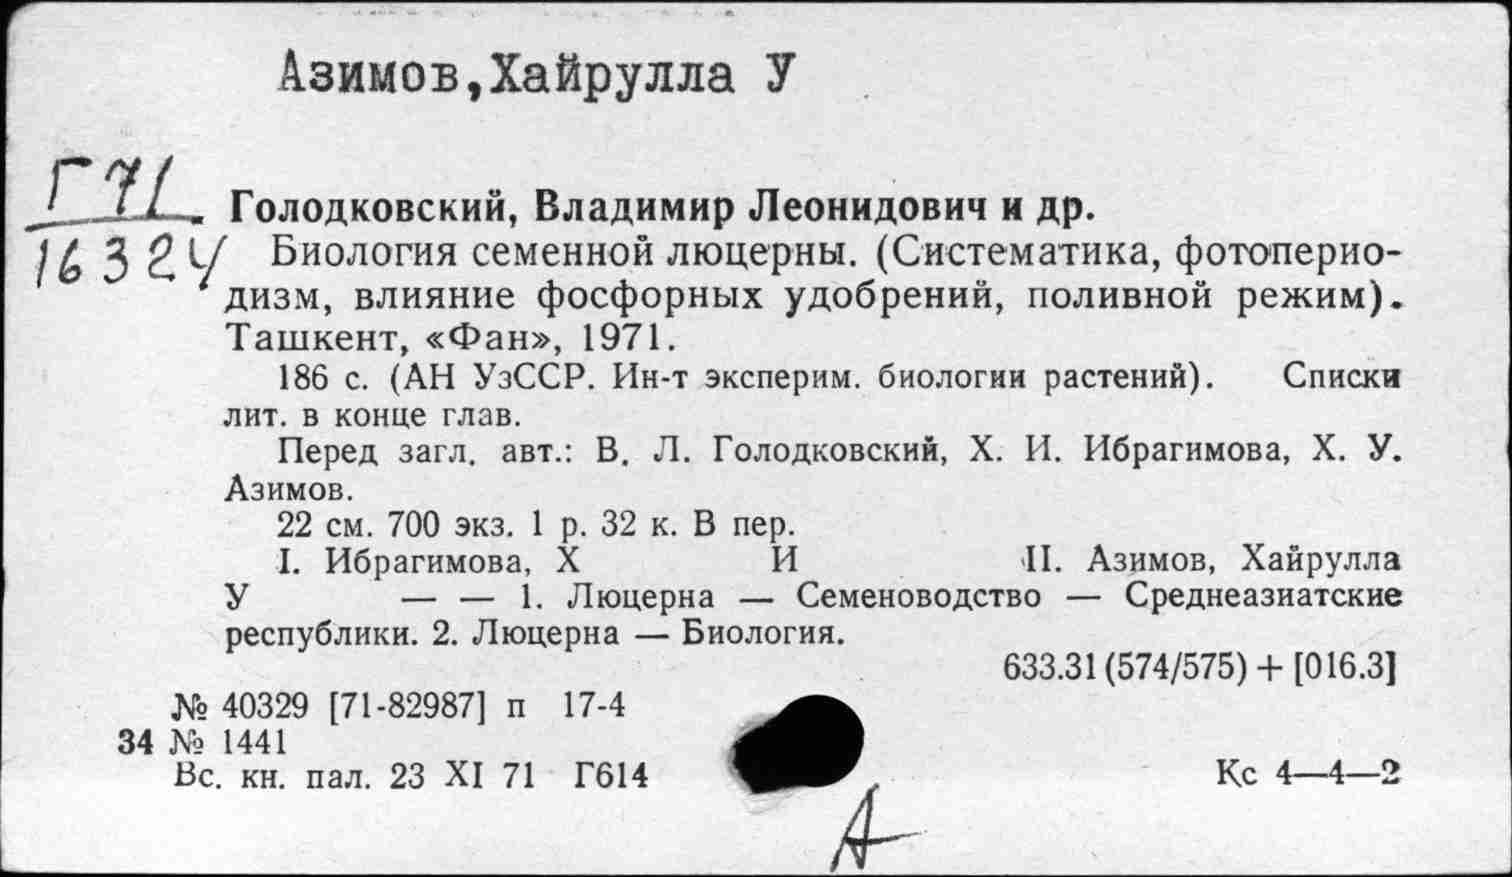 Азимов,Хайрулла У
Г71
16324
Голодковский, Владимир Леонидович и др.
Биология семенной люцерны. (Систематика, фотоперио-
дизм, влияние фосфорных удобрений, поливной режим).
Ташкент, «Фан», 1971.
186 с. (АН УзССР. Ин-т эксперим. биологии растений). Списки
лит. в конце глав.
Перед загл. авт.: В. Л. Голодковский, Х. И. Ибрагимова, Х. У.
Азимов.
22 см. 700 экз. 1 р. 32 к. В пер.
I. Ибрагимова, Х И II. Азимов, Хайрулла
У — — 1. Люцерна — Семеноводство — Среднеазиатские
республики. 2. Люцерна — Биология.
633.31 (574/575) + [016.3]
№ 40329 [71-82987] п 17-4
34 № 1441
Вс. кн. пал. 23 XI 71 Г614
Кс 4—4—2
А